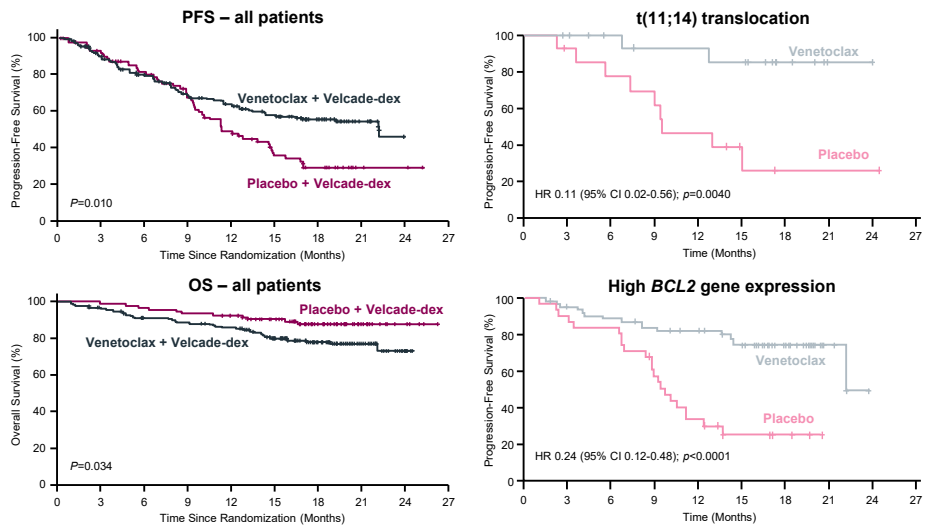 PFS – all patients
Progression-Free Survival (%)
100
80
60
40
20
0
Venetoclax + Velcade-dex
Placebo + Velcade-dex
P=0.010
0 3 6 9 12 15 18 21 24 27
Time Since Randomization (Months)
t(11;14) translocation
Progression-Free Survival (%)
100
80
60
40
20
0
Venetoclax
Placebo
HR 0.11 (95% CI 0.02-0.56); p=0.0040
0 3 6 9 12 15 18 21 24 27
Time (Months)
OS – all patients
Overall Survival (%)
100
80
60
40
20
0
Placebo + Velcade-dex
Venetoclax + Velcade-dex
P=0.034
0 3 6 9 12 15 18 21 24 27
Time Since Randomization (Months)
High BCL2 gene expression
Progression-Free Survival (%)
100
80
60
40
20
0
Venetoclax
Placebo
HR 0.24 (95% CI 0.12-0.48); p<0.0001
0 3 6 9 12 15 18 21 24 27
Time (Months)